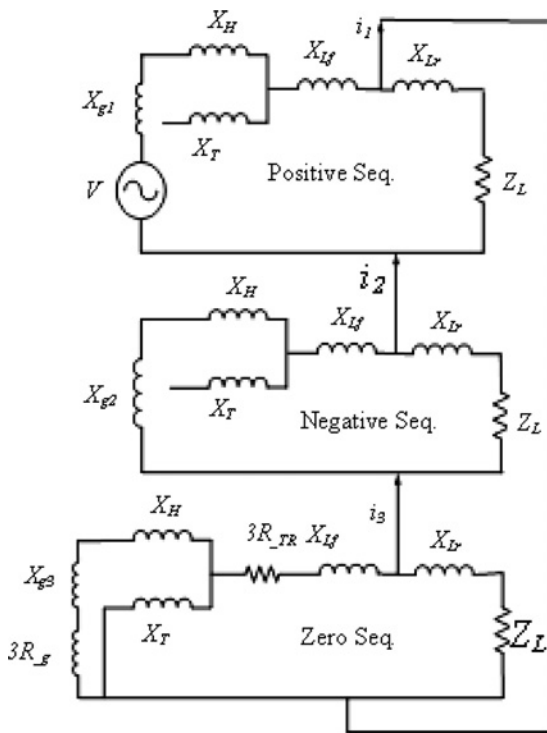 X_H
X_Lf
i_1
X_Lr
X_g1
X_T
Positive Seq.
V
Z_L
X_H
i_2
X_Lf
X_Lr
X_g2
X_T
Negative Seq.
Z_L
X_H
i_3
3R_TR
X_Lf
X_Lr
X_g3
X_T
Zero Seq.
3R_g
Z_L